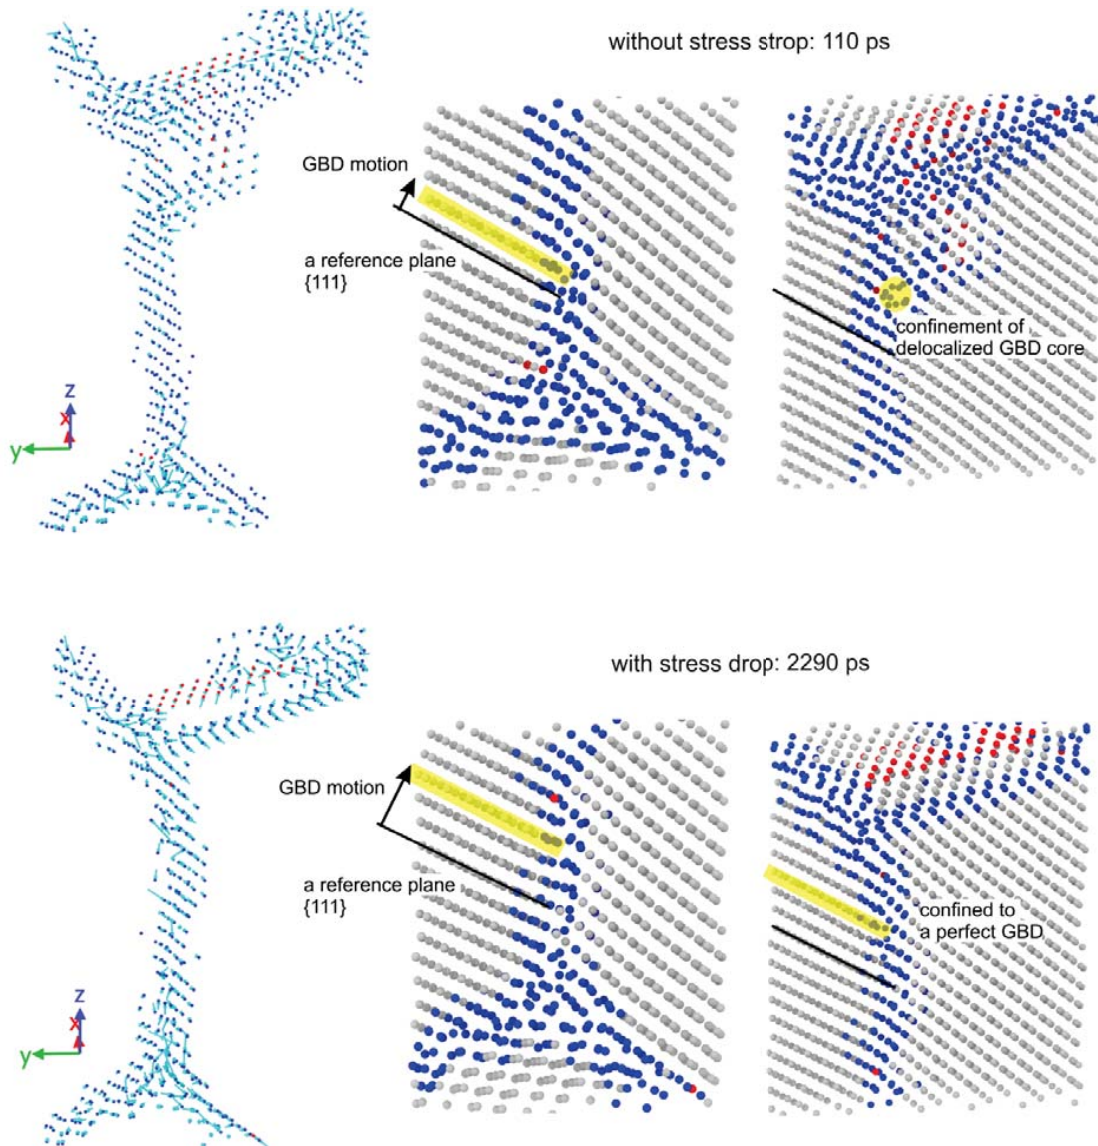 without stress strop: 110 ps
GBD motion
a reference plane
{111}
confinement of
delocalized GBD core
z
x
y
with stress drop: 2290 ps
GBD motion
a reference plane
{111}
confined to
a perfect GBD
z
x
y